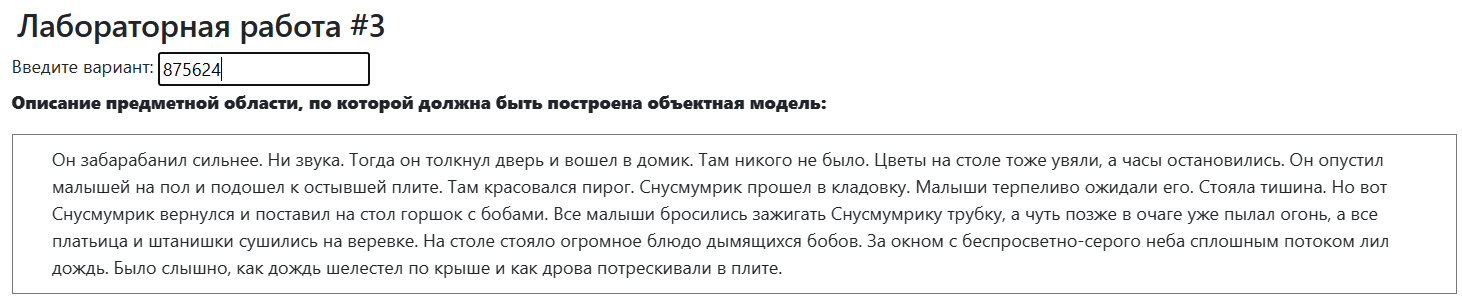 Лабораторная работа #3
Введите вариант: 875624
Описание предметной области, по которой должна быть построена объектная модель:
Он забарабанил сильнее. Ни звука. Тогда он толкнул дверь и вошел в домик. Там никого не было. Цветы на столе тоже увяли, а часы остановились. Он опустил
малышей на пол и подошел к остывшей плите. Там красовался пирог. Снусмумрик прошел в кладовку. Малыши терпеливо ожидали его. Стояла тишина. Но вот
Снусмумрик вернулся и поставил на стол горшок с бобами. Все малыши бросились зажигать Снусмумрику трубку, а чуть позже в очаге уже пылал огонь, а все
платьица и штанишки сушились на веревке. На столе стояло огромное блюдо дымящихся бобов. За окном с беспросветно-серого неба сплошным потоком лил
дождь. Было слышно, как дождь шелестел по крыше и как дрова потрескивали в плите.